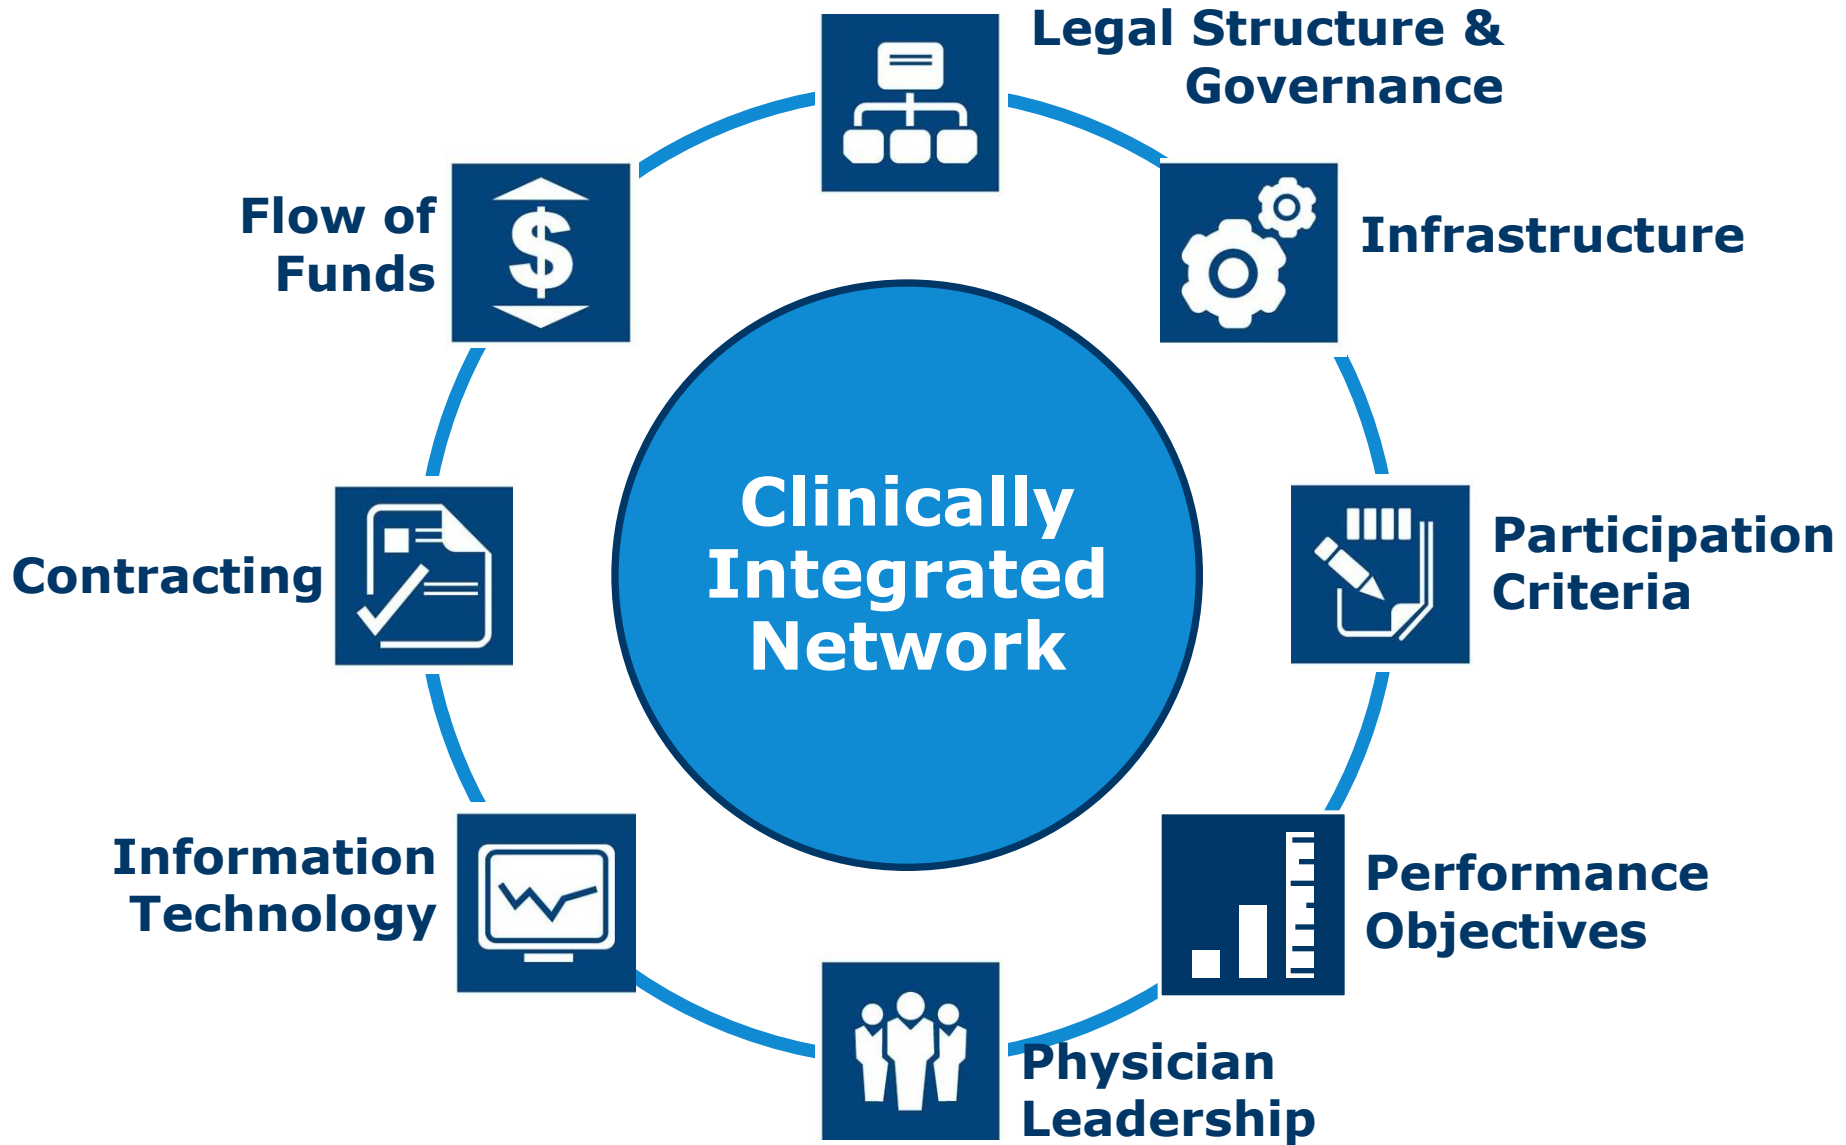 Legal Structure &
Governance
Infrastructure
Participation
Criteria
Performance
Objectives
Physician
Leadership
Information
Technology
Contracting
Flow of
Funds
$
Clinically
Integrated
Network